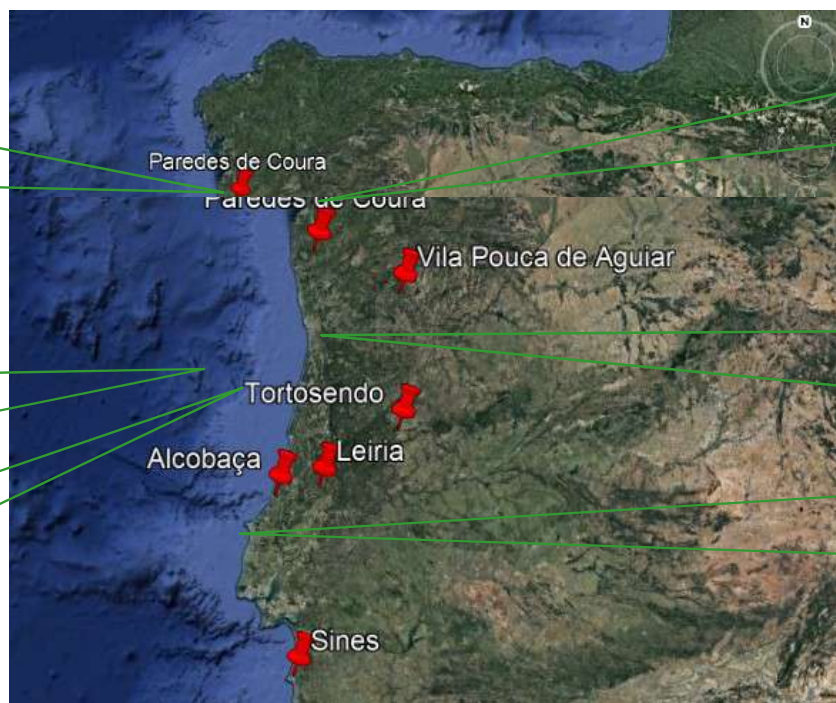 N
Paredes de Coura
Paredes de Coura
Vila Pouca de Aguiar
Tortosendo
Alcobaça
Leiria
Sines